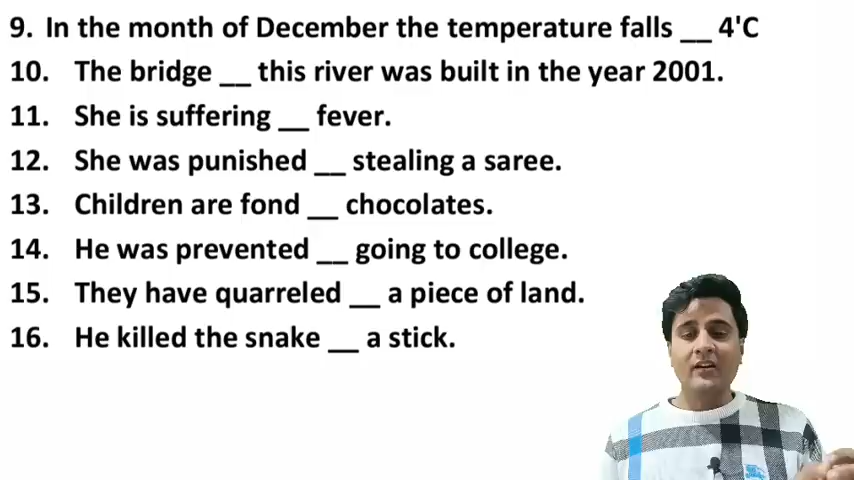 9. In the month of December the temperature falls __ 4'C
10. The bridge __ this river was built in the year 2001.
11. She is suffering __ fever.
12. She was punished __ stealing a saree.
13. Children are fond __ chocolates.
14. He was prevented __ going to college.
15. They have quarreled __ a piece of land.
16. He killed the snake __ a stick.